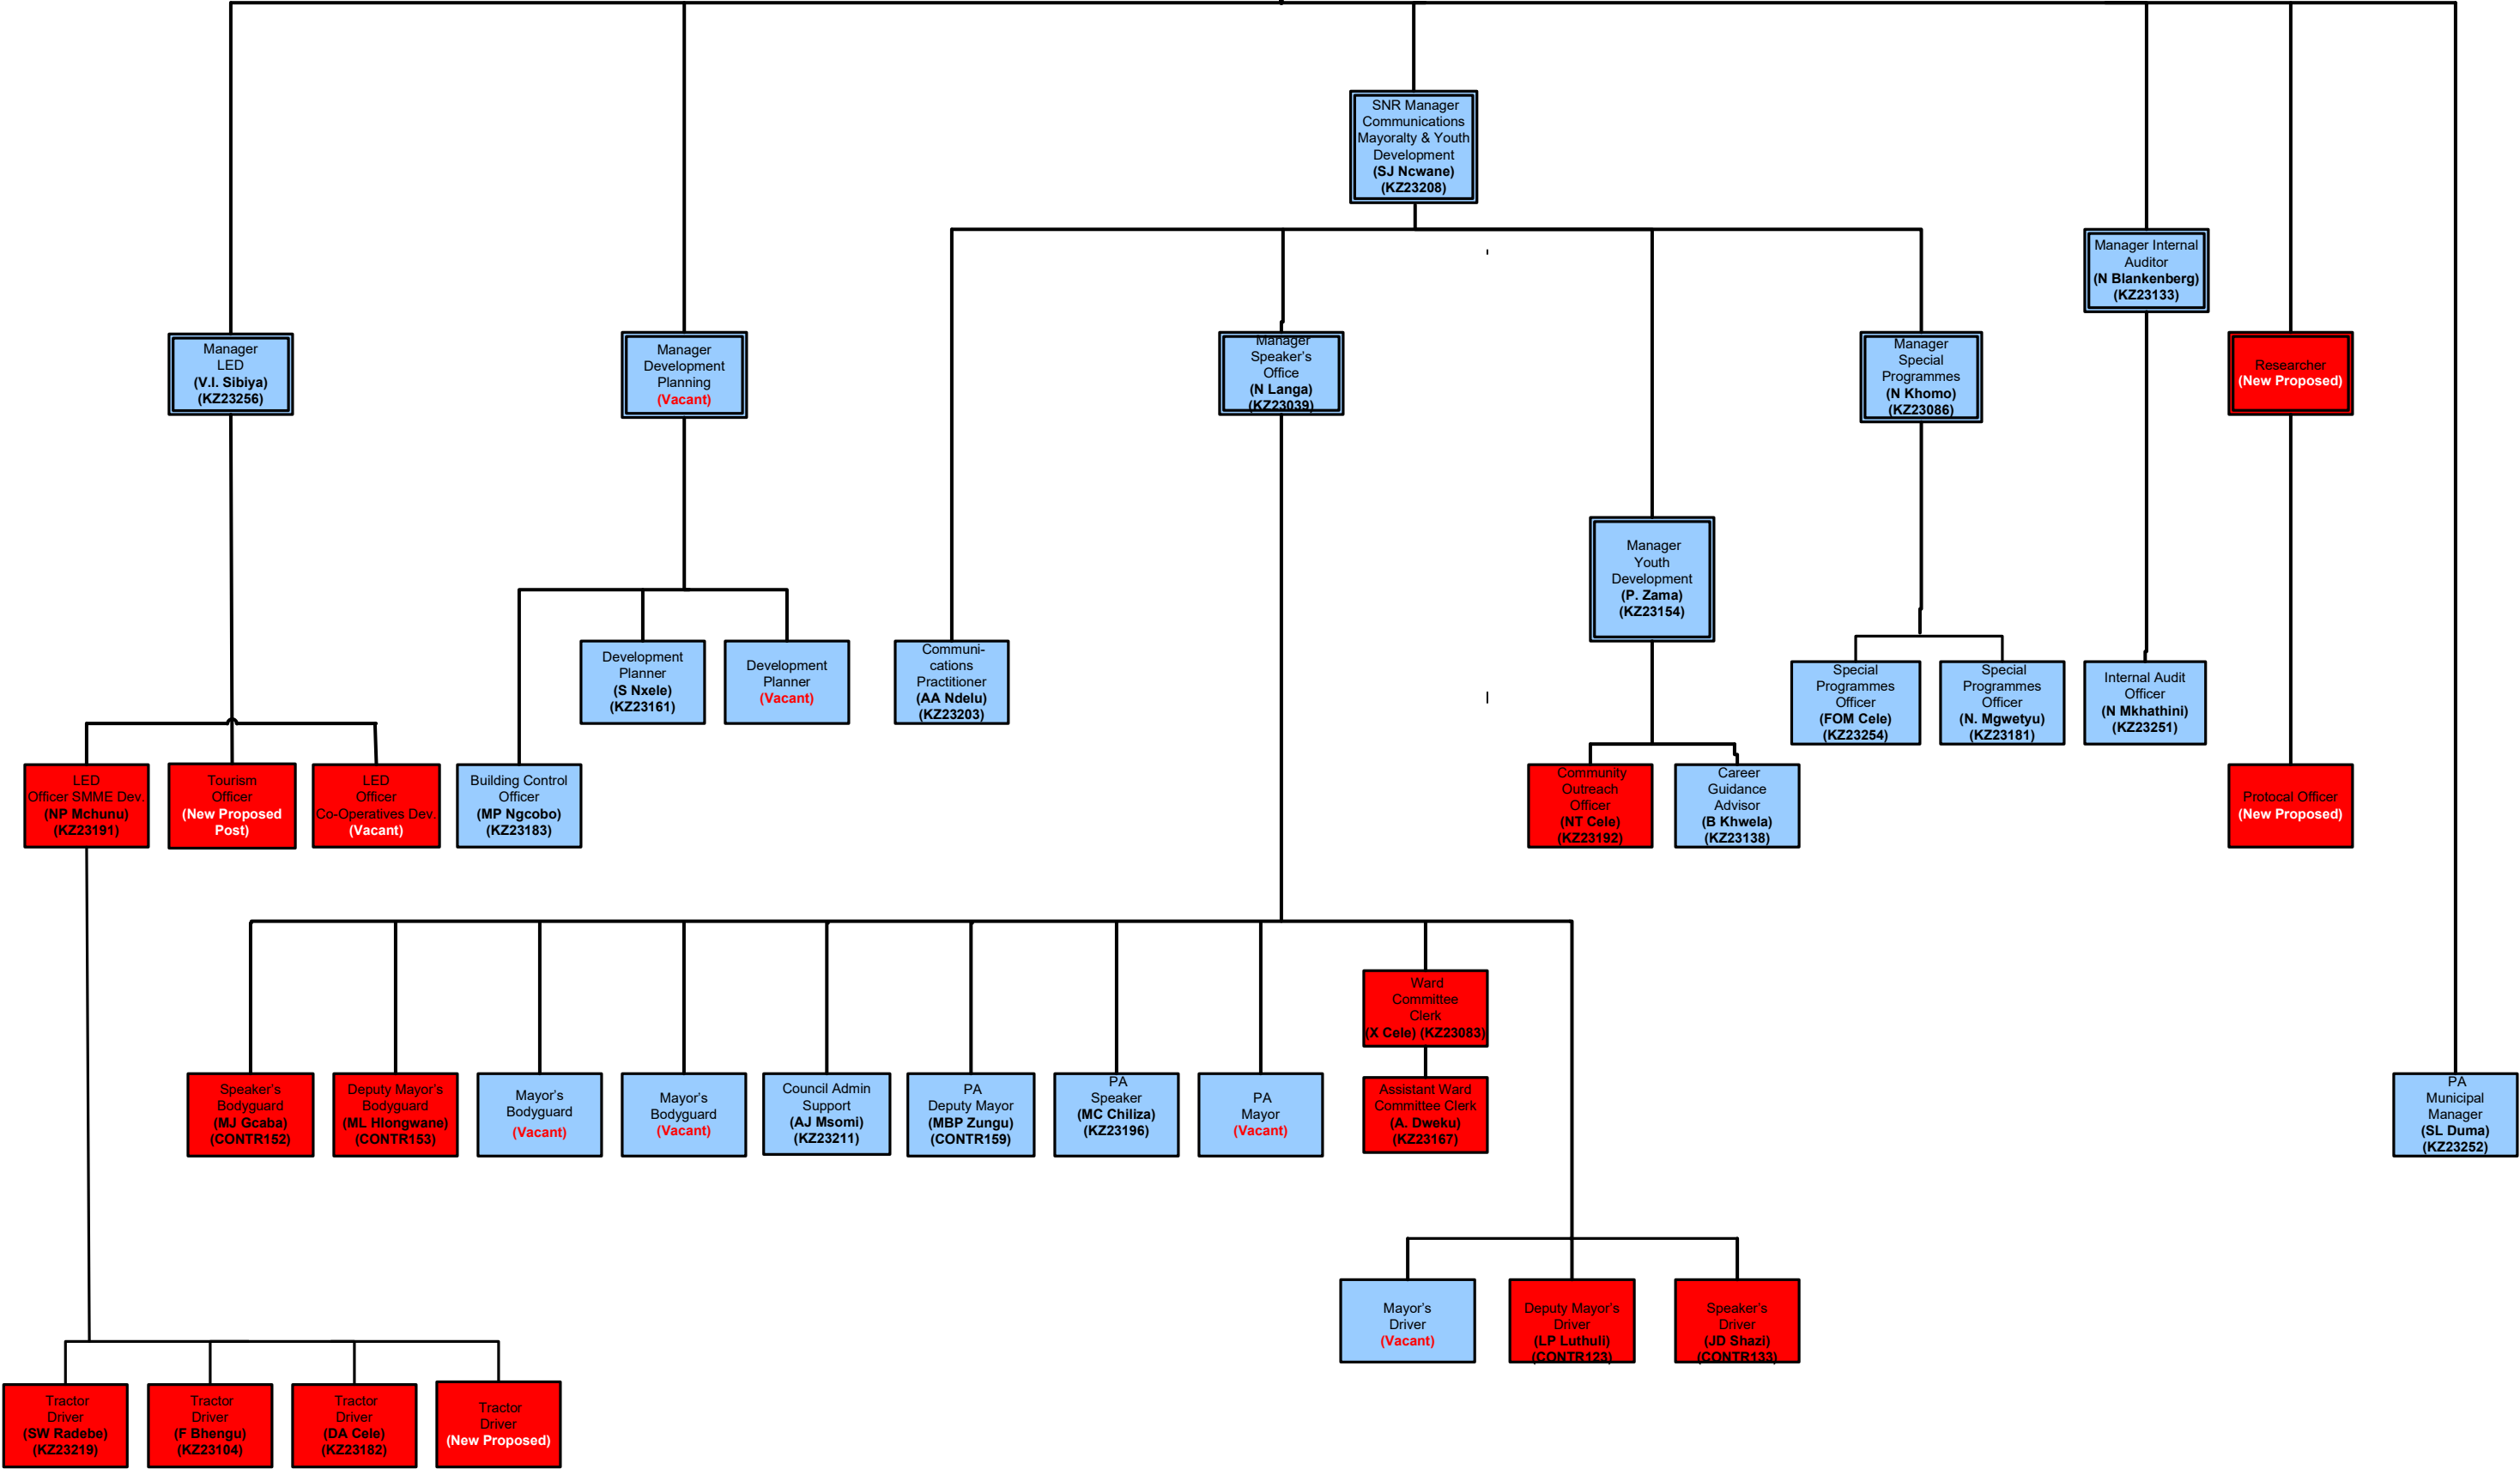 SNR Manager
Communications
Mayoralty & Youth
Development
(SJ Ncwane)
(KZ23208)
Manager Internal
Auditor
(N Blankenberg)
(KZ23133)
Manager
LED
(V.I. Sibiya)
(KZ23256)
Manager
Development
Planning
(Vacant)
Manager
Speaker's
Office
(N Langa)
(KZ23039)
Manager
Special
Programmes
(N Khomo)
(KZ23086)
Researcher
(New Proposed)
Manager
Youth
Development
(P. Zama)
(KZ23154)
Development
Planner
(S Nxele)
(KZ23161)
Development
Planner
(Vacant)
Communi-
cations
Practitioner
(AA Ndelu)
(KZ23203)
Special
Programmes
Officer
(FOM Cele)
(KZ23254)
Special
Programmes
Officer
(N. Mgwetyu)
(KZ23181)
Internal Audit
Officer
(N Mkhathini)
(KZ23251)
LED
Officer SMME Dev.
(NP Mchunu)
(KZ23191)
Tourism
Officer
(New Proposed
Post)
LED
Officer
Co-Operatives Dev.
(Vacant)
Building Control
Officer
(MP Ngcobo)
(KZ23183)
Community
Outreach
Officer
(NT Cele)
(KZ23192)
Career
Guidance
Advisor
(B Khwela)
(KZ23138)
Protocal Officer
(New Proposed)
Ward
Committee
Clerk
(X Cele) (KZ23083)
Speaker's
Bodyguard
(MJ Gcaba)
(CONTR152)
Deputy Mayor's
Bodyguard
(ML Hlongwane)
(CONTR153)
Mayor's
Bodyguard
(Vacant)
Mayor's
Bodyguard
(Vacant)
Council Admin
Support
(AJ Msomi)
(KZ23211)
PA
Deputy Mayor
(MBP Zungu)
(CONTR159)
PA
Speaker
(MC Chiliza)
(KZ23196)
PA
Mayor
(Vacant)
Assistant Ward
Committee Clerk
(A. Dweku)
(KZ23167)
PA
Municipal
Manager
(SL Duma)
(KZ23252)
Mayor's
Driver
(Vacant)
Deputy Mayor's
Driver
(LP Luthuli)
(CONTR123)
Speaker's
Driver
(JD Shazi)
(CONTR133)
Tractor
Driver
(SW Radebe)
(KZ23219)
Tractor
Driver
(F Bhengu)
(KZ23104)
Tractor
Driver
(DA Cele)
(KZ23182)
Tractor
Driver
(New Proposed)